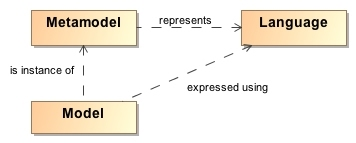 Metamodel
represents
Language
is instance of
expressed using
Model